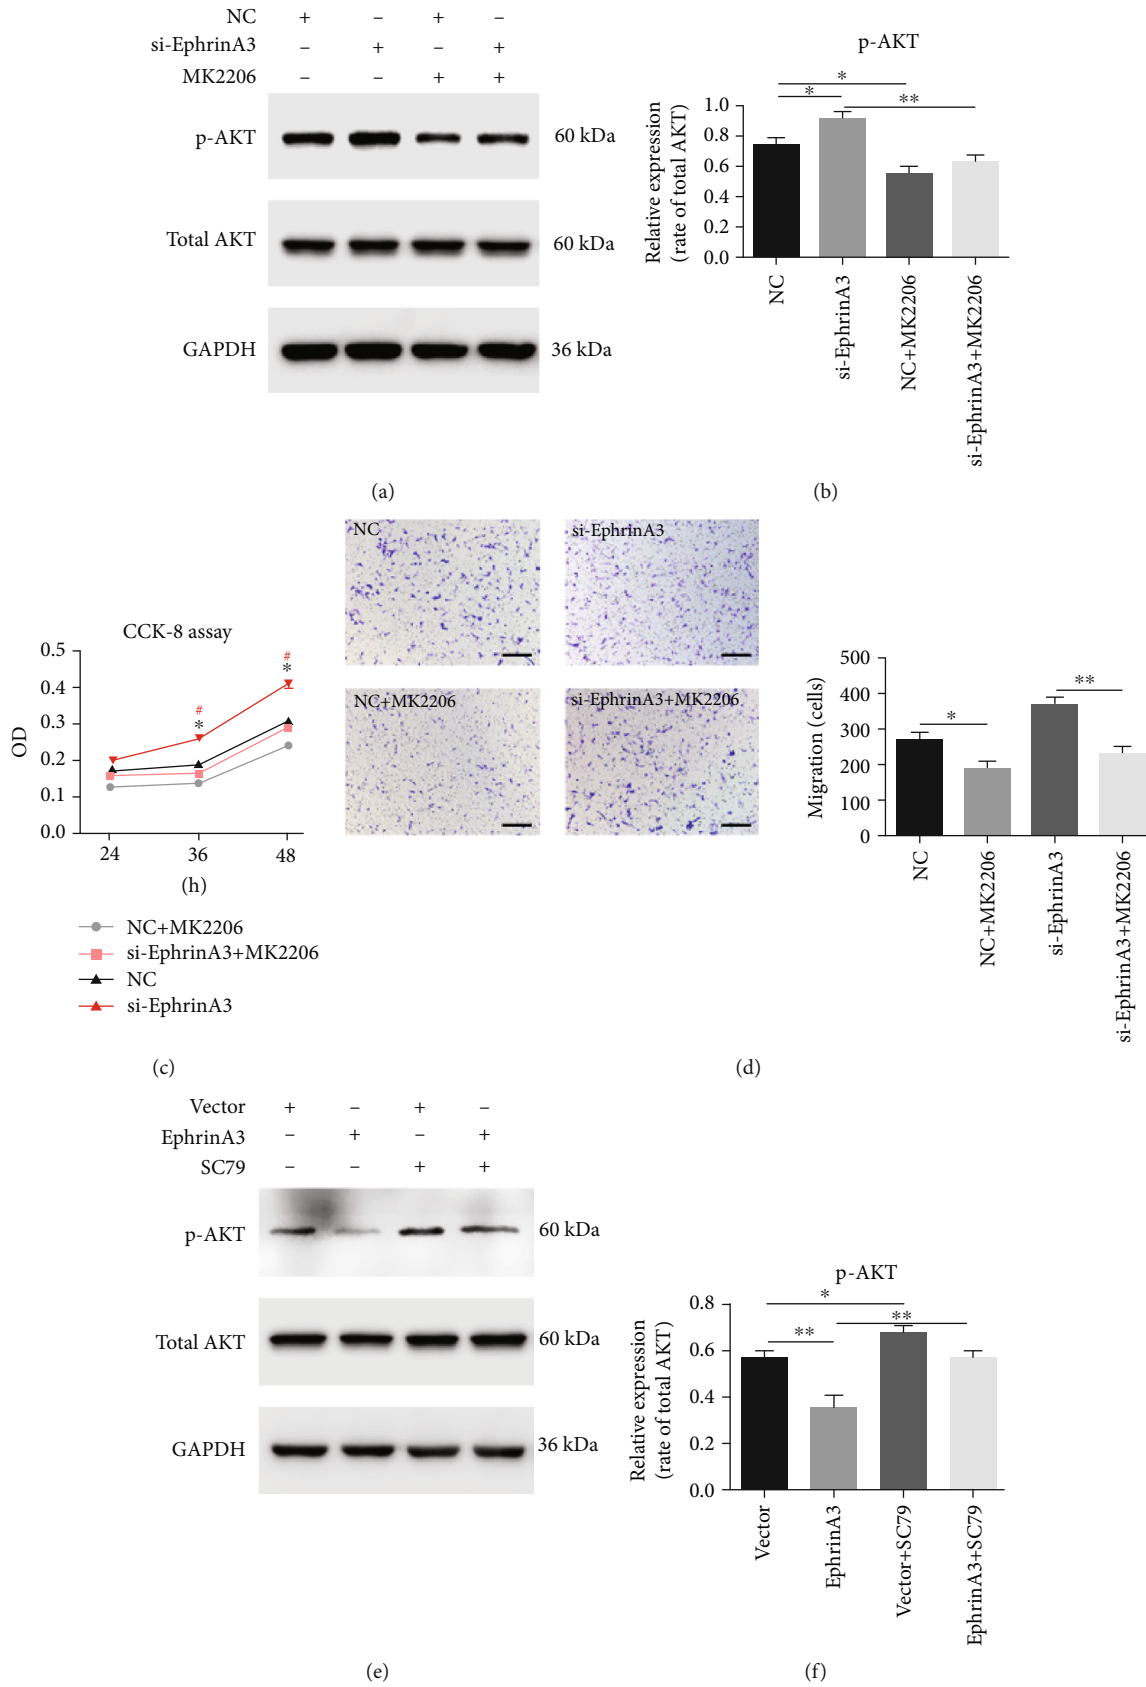 NC + – + –
si-EphrinA3 – + – +
MK2206 – – + +
p-AKT 60 kDa
Total AKT 60 kDa
GAPDH 36 kDa
(a)
p-AKT
* * **
Relative expression
(rate of total AKT)
1.0
0.8
0.6
0.4
0.2
0.0
NC
si-EphrinA3
NC+MK2206
si-EphrinA3+MK2206
(b)
CCK-8 assay
OD
0.5
0.4
0.3
0.2
0.1
0.0
# *
# *
24 36 48
(h)
NC+MK2206
si-EphrinA3+MK2206
NC
si-EphrinA3
(c)
NC
si-EphrinA3
NC+MK2206
si-EphrinA3+MK2206
Migration (cells)
500
400
300
200
100
0
* **
NC
NC+MK2206
si-EphrinA3
si-EphrinA3+MK2206
(d)
Vector + – + –
EphrinA3 – + – +
SC79 – – + +
p-AKT 60 kDa
Total AKT 60 kDa
GAPDH 36 kDa
(e)
p-AKT
* ** **
Relative expression
(rate of total AKT)
0.8
0.6
0.4
0.2
0.0
Vector
EphrinA3
Vector+SC79
EphrinA3+SC79
(f)